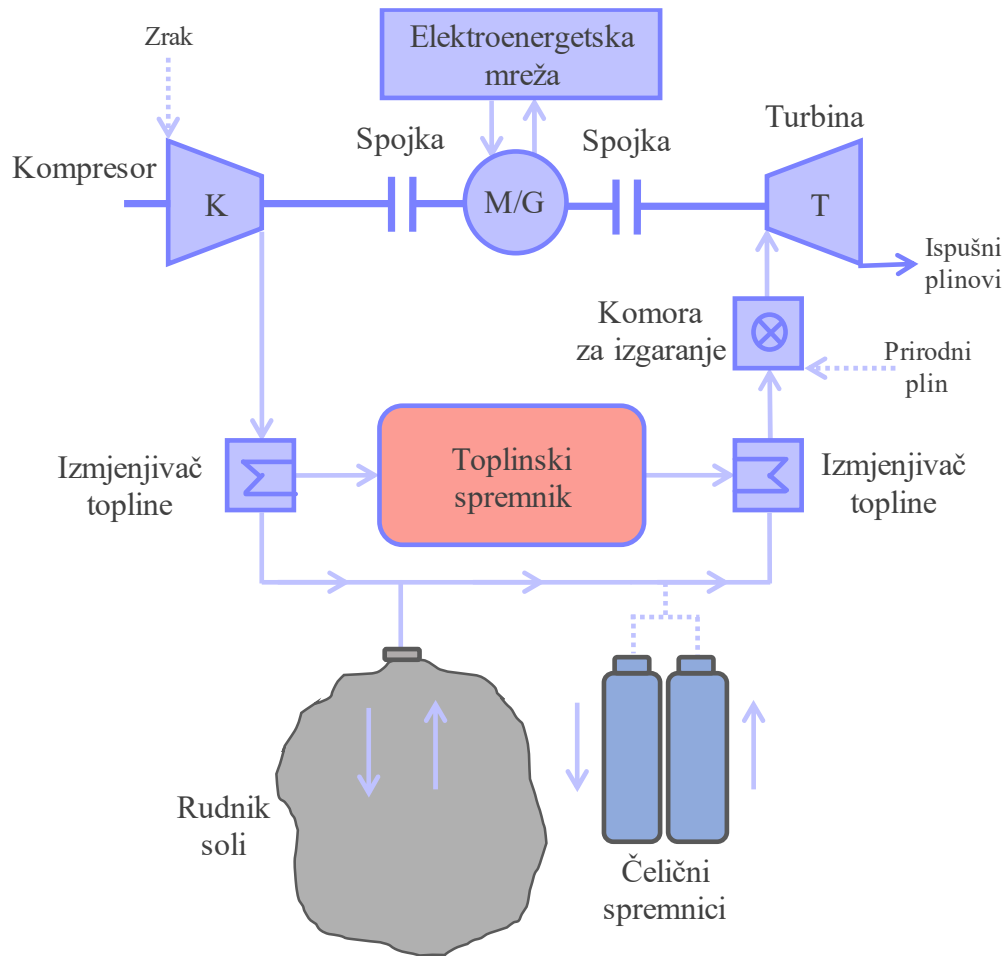 Zrak
Elektroenergetska
mreža
Kompresor
Spojka
Spojka
Turbina
K
M/G
T
Ispušni
plinovi
Komora
za izgaranje
Prirodni
plin
Izmjenjivač
topline
Toplinski
spremnik
Izmjenjivač
topline
Rudnik
soli
Čelični
spremnici